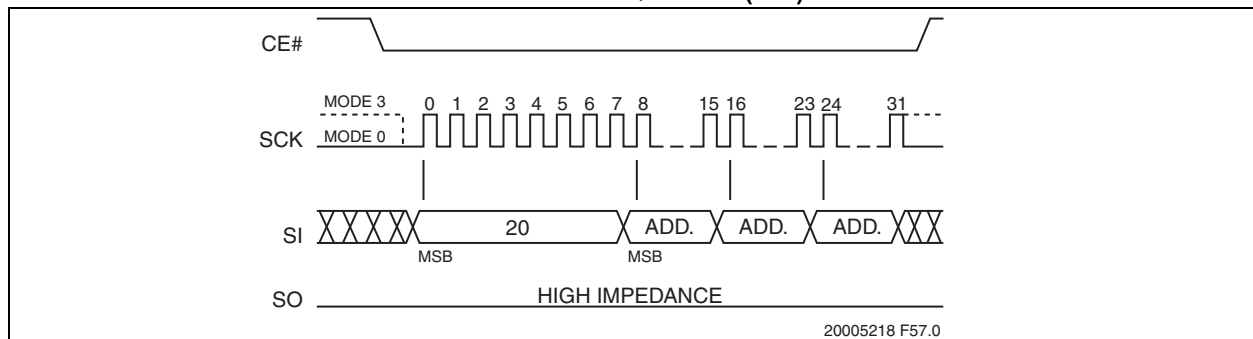 CE#
MODE 3
0 1 2 3 4 5 6 7 8 15 16 23 24 31
SCK MODE 0
SI 20 ADD. ADD. ADD.
MSB MSB
SO HIGH IMPEDANCE
20005218 F57.0